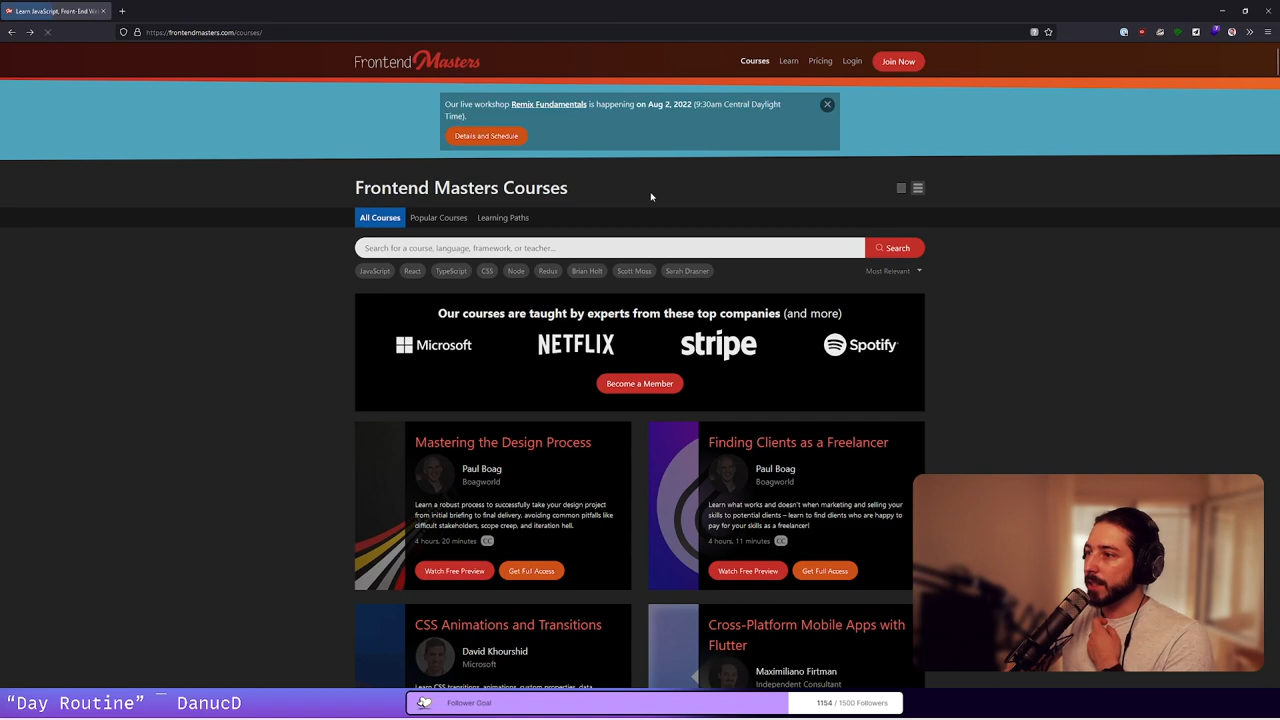 Learn JavaScript, Front-End We
https://frontendmasters.com/courses/
Frontend Masters
Courses
Learn
Pricing
Login
Join Now
Our live workshop Remix Fundamentals is happening on Aug 2, 2022 (9:30am Central Daylight
Time).
Details and Schedule
Frontend Masters Courses
All Courses
Popular Courses
Learning Paths
Search for a course, language, framework, or teacher...
Search
JavaScript
React
TypeScript
CSS
Node
Redux
Brian Holt
Scott Moss
Sarah Drasner
Most Relevant
Our courses are taught by experts from these top companies (and more)
Microsoft
NETFLIX
stripe
Spotify
Become a Member
Mastering the Design Process
Paul Boag
Boagworld
Learn a robust process to successfully take your design project
from initial briefing to final delivery, avoiding common pitfalls like
difficult stakeholders, scope creep, and iteration hell.
4 hours, 20 minutes CC
Watch Free Preview
Get Full Access
Finding Clients as a Freelancer
Paul Boag
Boagworld
Learn what works and doesn't when marketing and selling your
skills to potential clients – learn to find clients who are happy to
pay for your skills as a freelancer!
4 hours, 11 minutes CC
Watch Free Preview
Get Full Access
CSS Animations and Transitions
David Khourshid
Microsoft
Learn CSS transitions, animations, custom properties, data
Cross-Platform Mobile Apps with
Flutter
Maximiliano Firtman
Independent Consultant
"Day Routine" — DanucD
Follower Goal
1154 / 1500 Followers